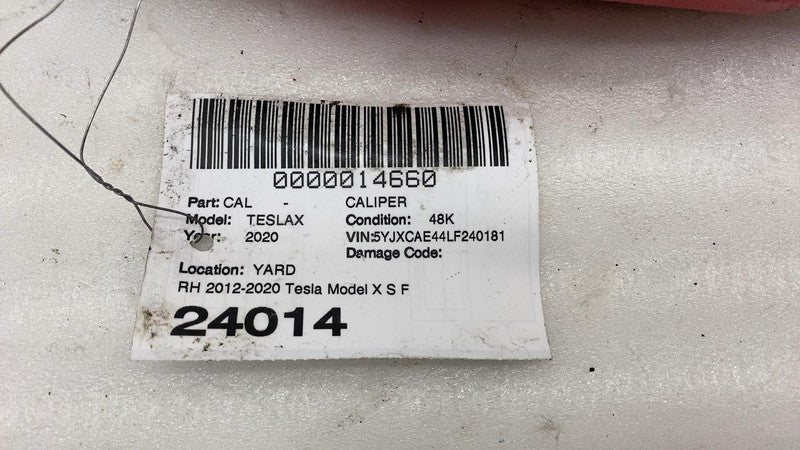 0000014660
Part: CAL - CALIPER
Model: TESLAX Condition: 48K
Year: 2020 VIN:5YJXCAE44LF240181
Damage Code:
Location: YARD
RH 2012-2020 Tesla Model X S F
24014